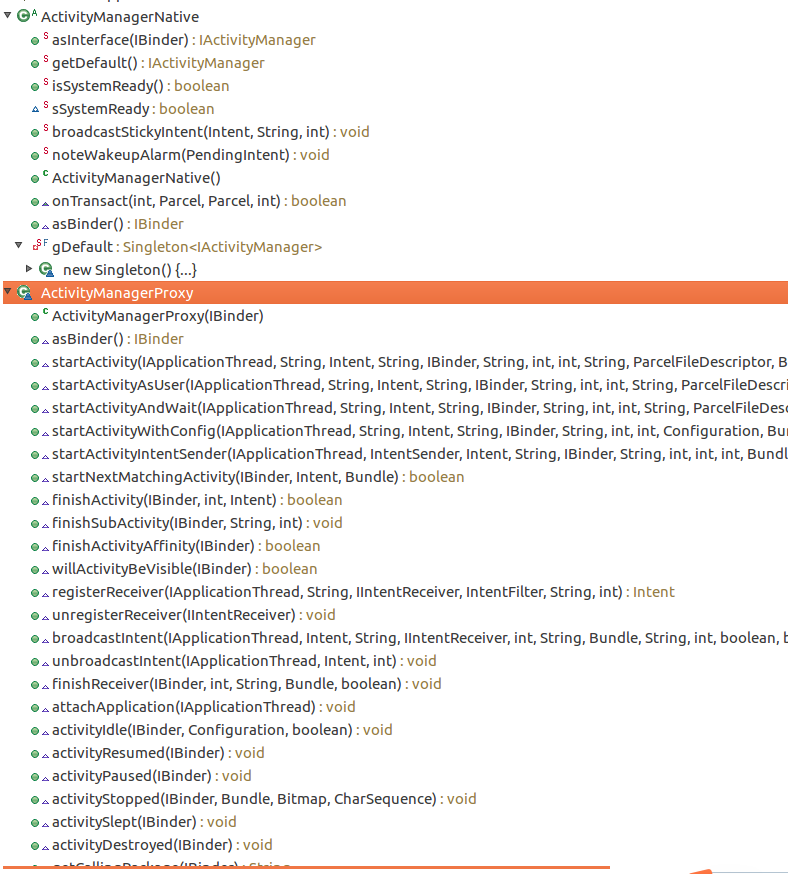 ActivityManagerNative
asInterface(IBinder) : IActivityManager
getDefault() : IActivityManager
isSystemReady() : boolean
sSystemReady : boolean
broadcastStickyIntent(Intent, String, int) : void
noteWakeupAlarm(PendingIntent) : void
ActivityManagerNative()
onTransact(int, Parcel, Parcel, int) : boolean
asBinder() : IBinder
gDefault : Singleton<IActivityManager>
new Singleton() {...}
ActivityManagerProxy
ActivityManagerProxy(IBinder)
asBinder() : IBinder
startActivity(IApplicationThread, String, Intent, String, IBinder, String, int, int, String, ParcelFileDescriptor, B
startActivityAsUser(IApplicationThread, String, Intent, String, IBinder, String, int, int, String, ParcelFileDescri
startActivityAndWait(IApplicationThread, String, Intent, String, IBinder, String, int, int, String, ParcelFileDesc
startActivityWithConfig(IApplicationThread, String, Intent, String, IBinder, String, int, int, Configuration, Bun
startActivityIntentSender(IApplicationThread, IntentSender, Intent, String, IBinder, String, int, int, int, Bundl
startNextMatchingActivity(IBinder, Intent, Bundle) : boolean
finishActivity(IBinder, int, Intent) : boolean
finishSubActivity(IBinder, String, int) : void
finishActivityAffinity(IBinder) : boolean
willActivityBeVisible(IBinder) : boolean
registerReceiver(IApplicationThread, String, IIntentReceiver, IntentFilter, String, int) : Intent
unregisterReceiver(IIntentReceiver) : void
broadcastIntent(IApplicationThread, Intent, String, IIntentReceiver, int, String, Bundle, String, int, boolean, b
unbroadcastIntent(IApplicationThread, Intent, int) : void
finishReceiver(IBinder, int, String, Bundle, boolean) : void
attachApplication(IApplicationThread) : void
activityIdle(IBinder, Configuration, boolean) : void
activityResumed(IBinder) : void
activityPaused(IBinder) : void
activityStopped(IBinder, Bundle, Bitmap, CharSequence) : void
activitySlept(IBinder) : void
activityDestroyed(IBinder) : void
getCallingPackage(IBinder) : String